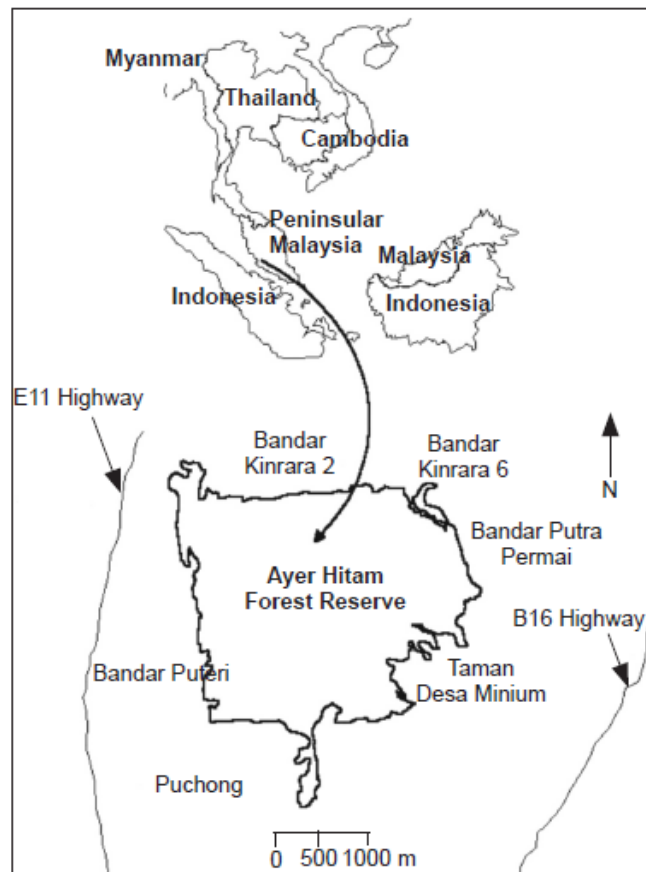 Myanmar
Thailand
Cambodia
Peninsular
Malaysia
Malaysia
Indonesia
Indonesia
E11 Highway
Bandar
Kinrara 2
Bandar
Kinrara 6
N
Bandar Putra
Permai
Ayer Hitam
Forest Reserve
B16 Highway
Bandar Puteri
Taman
Desa Minium
Puchong
0 500 1000 m